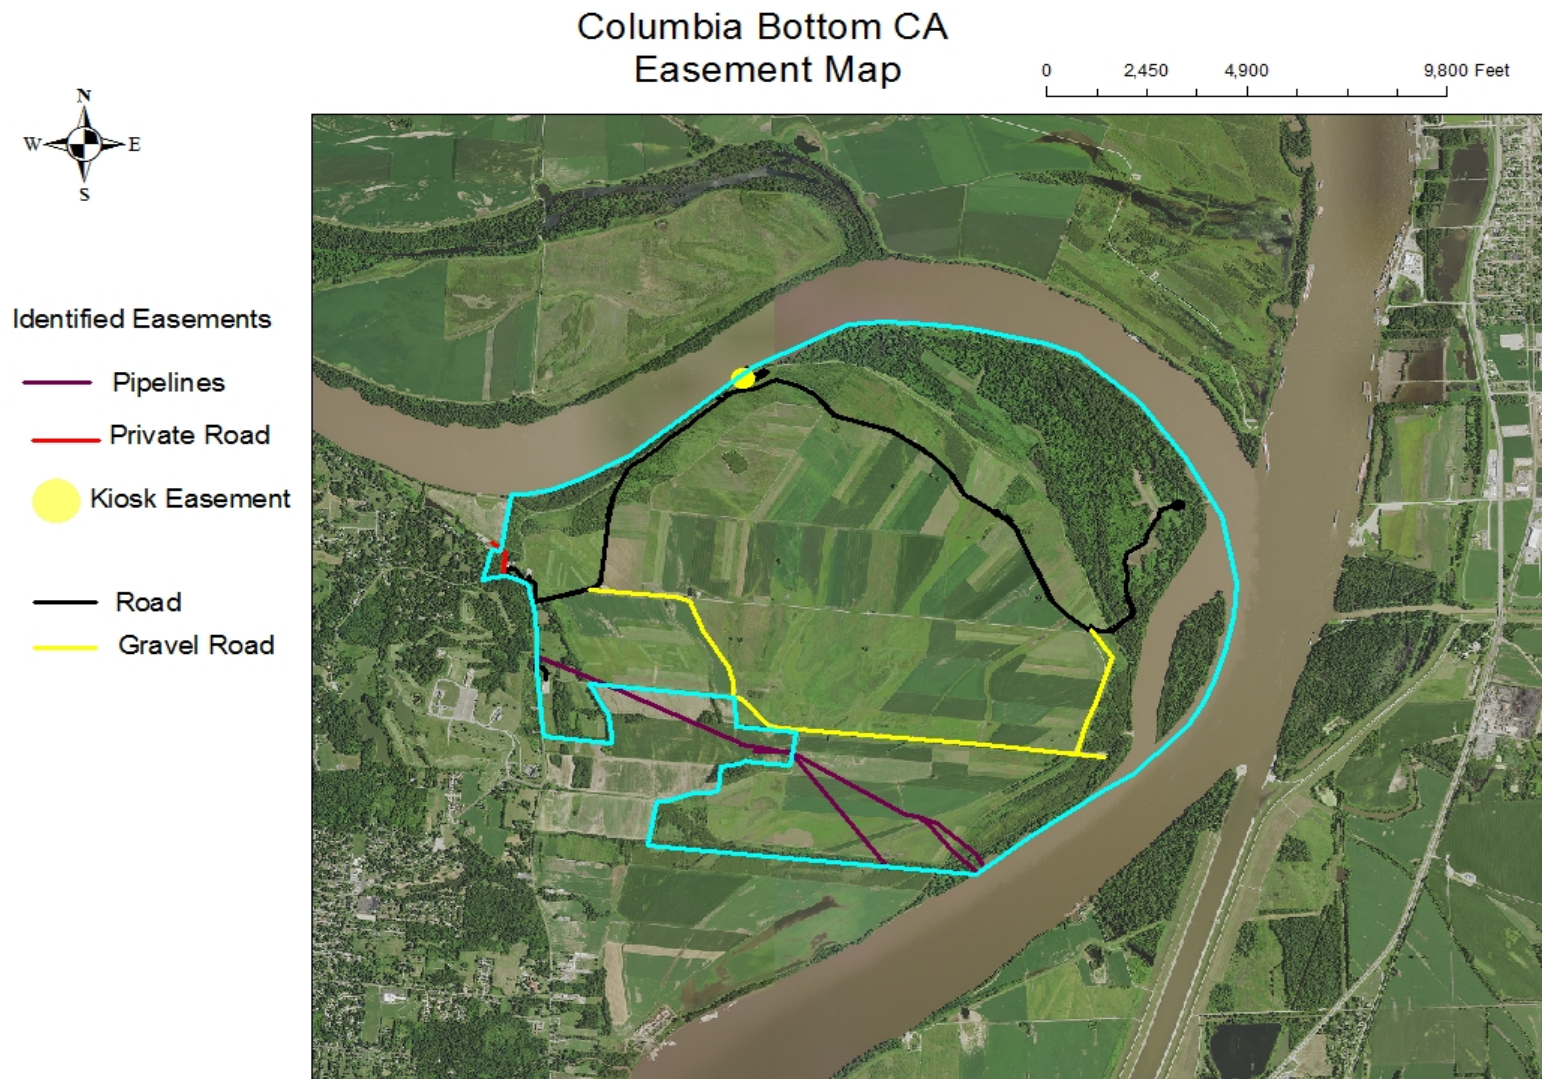 Columbia Bottom CA
Easement Map
0 2,450 4,900 9,800 Feet
N
W E
S
Identified Easements
Pipelines
Private Road
Kiosk Easement
Road
Gravel Road